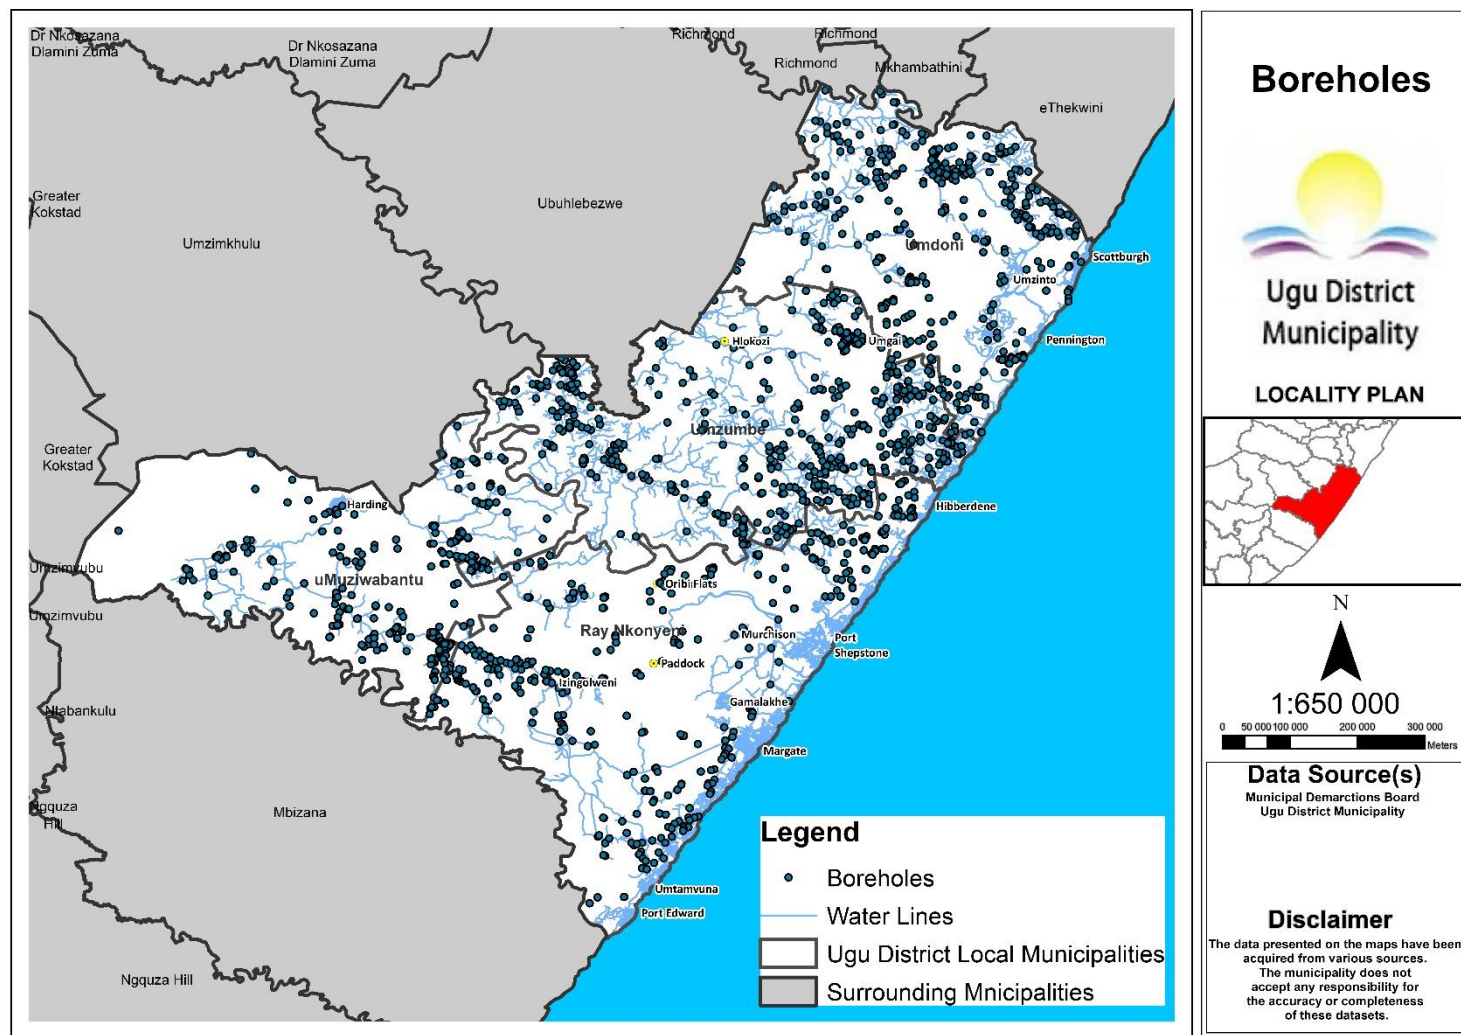 Dr Nkosazana
Dlamini Zuma
Dr Nkosazana
Dlamini Zuma
Richmond
Richmond
Richmond
Mkhambathini
eThekwini
Greater
Kokstad
Umzimkhulu
Ubuhlebezwe
Umdoni
Scottburgh
Umzinto
Hlokozi
Umgai
Pennington
Umzumbe
Greater
Kokstad
Harding
Hibberdene
Umzimvubu
uMuziwabantu
Oribi Flats
Umzimvubu
Ray Nkonyeni
Murchison
Port
Shepstone
Paddock
Izingolweni
Gamalakhe
Ntabankulu
Margate
Ngquza
Hill
Mbizana
Umtamvuna
Port Edward
Ngquza Hill
Legend
Boreholes
Water Lines
Ugu District Local Municipalities
Surrounding Mnicipalities
Boreholes
Ugu District
Municipality
LOCALITY PLAN
N
1:650 000
0 50 000 100 000 200 000 300 000
Meters
Data Source(s)
Municipal Demarctions Board
Ugu District Municipality
Disclaimer
The data presented on the maps have been
acquired from various sources.
The municipality does not
accept any responsibility for
the accuracy or completeness
of these datasets.